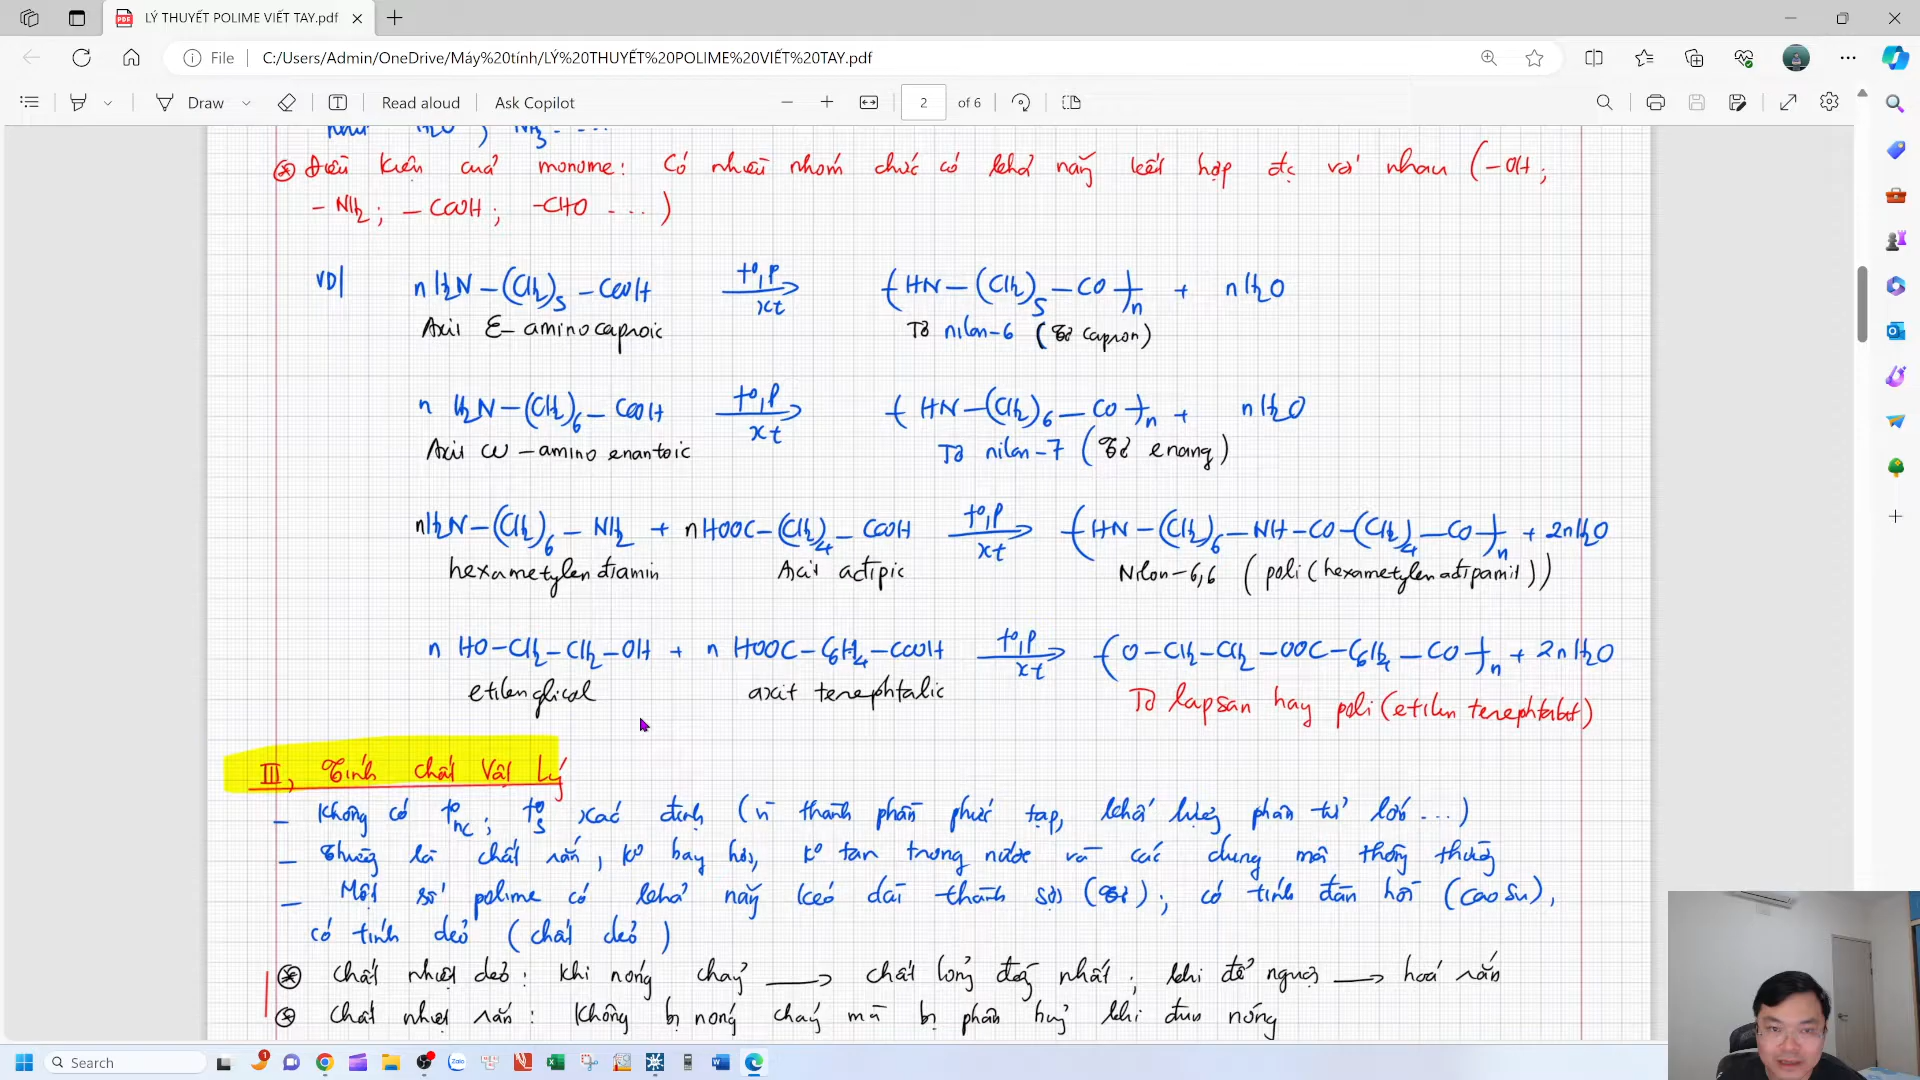 LÝ THUYẾT POLIME VIẾT TAY.pdf
File C:/Users/Admin/OneDrive/Máy%20tính/LÝ%20THUYẾT%20POLIME%20VIẾT%20TAY.pdf
Draw Read aloud Ask Copilot 2 of 6
như H₂O ; NH₃ ....
Điều kiện cuả monome: Có nhiều nhóm chức có khả năng kết hợp đc với nhau (-OH;
-NH₂; -COOH; -CHO ....)
VD/ nH₂N-(CH₂)₅-COOH t°,p xt (HN-(CH₂)₅-CO)n + nH₂O
Axit ε-aminocaproic Tơ nilon-6 (Tơ capron)
n H₂N-(CH₂)₆-COOH t°,p xt (HN-(CH₂)₆-CO)n + nH₂O
Axit ω-amino enantoic Tơ nilon-7 (Tơ enang)
nH₂N-(CH₂)₆-NH₂ + nHOOC-(CH₂)₄-COOH t°,p xt (HN-(CH₂)₆-NH-CO-(CH₂)₄-CO)n + 2nH₂O
hexametylen điamin Axit ađipic Nilon-6,6 (poli(hexametylen ađipamit))
n HO-CH₂-CH₂-OH + n HOOC-C₆H₄-COOH t°,p xt (O-CH₂-CH₂-OOC-C₆H₄-CO)n + 2nH₂O
etilenglicol axit terephtalic Tơ lapsan hay poli(etilen terephtalat)
III, Tính chất Vật Lý
- Không có t°nc; t°s xác định (vì thành phần phức tạp, khối lượng phân tử lớn ...)
- Thường là chất rắn, k° bay hơi, k° tan trong nước và các dung môi thông thường
- Một số polime có khả năng kéo dài thành sợi (tơ); có tính đàn hồi (cao su),
có tính dẻo (chất dẻo)
Chất nhiệt dẻo: Khi nóng chảy → chất lỏng đồng nhất; khi để nguội → hoá rắn
Chất nhiệt rắn: Không bị nóng chảy mà bị phân huỷ khi đun nóng
Search 1 Zalo